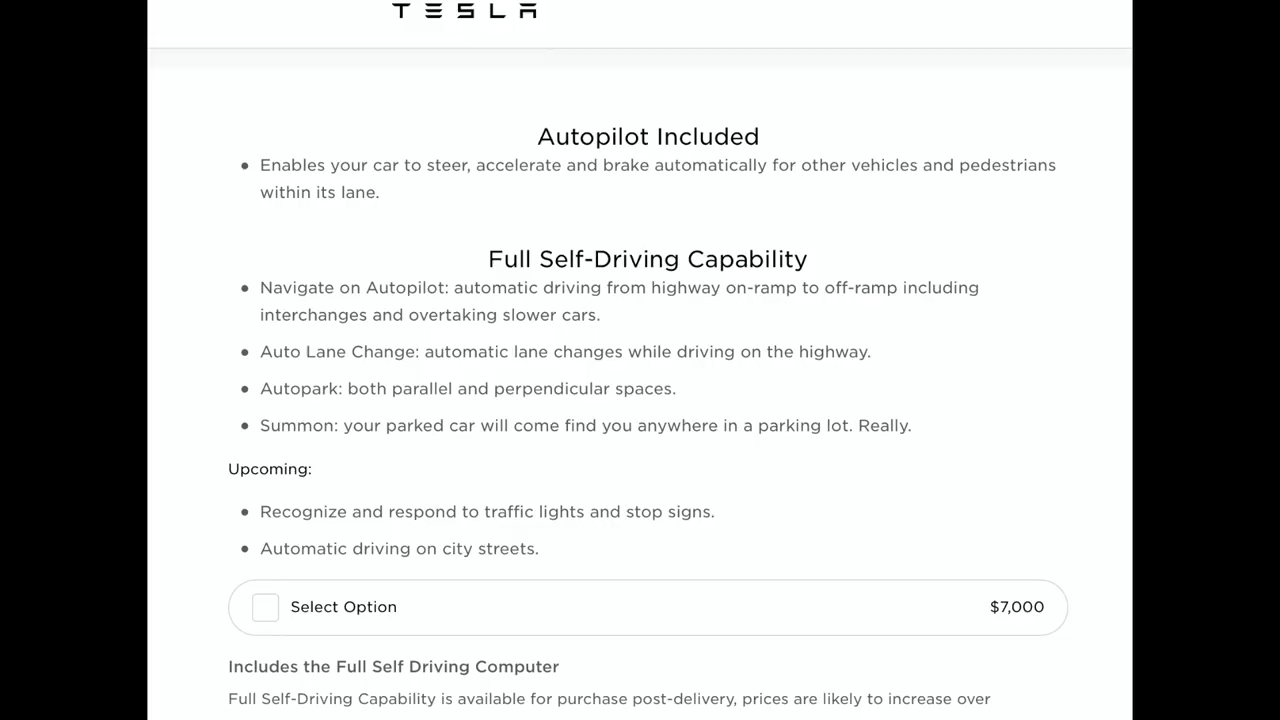 TESLA
Autopilot Included
• Enables your car to steer, accelerate and brake automatically for other vehicles and pedestrians
within its lane.
Full Self-Driving Capability
• Navigate on Autopilot: automatic driving from highway on-ramp to off-ramp including
interchanges and overtaking slower cars.
• Auto Lane Change: automatic lane changes while driving on the highway.
• Autopark: both parallel and perpendicular spaces.
• Summon: your parked car will come find you anywhere in a parking lot. Really.
Upcoming:
• Recognize and respond to traffic lights and stop signs.
• Automatic driving on city streets.
Select Option $7,000
Includes the Full Self Driving Computer
Full Self-Driving Capability is available for purchase post-delivery, prices are likely to increase over